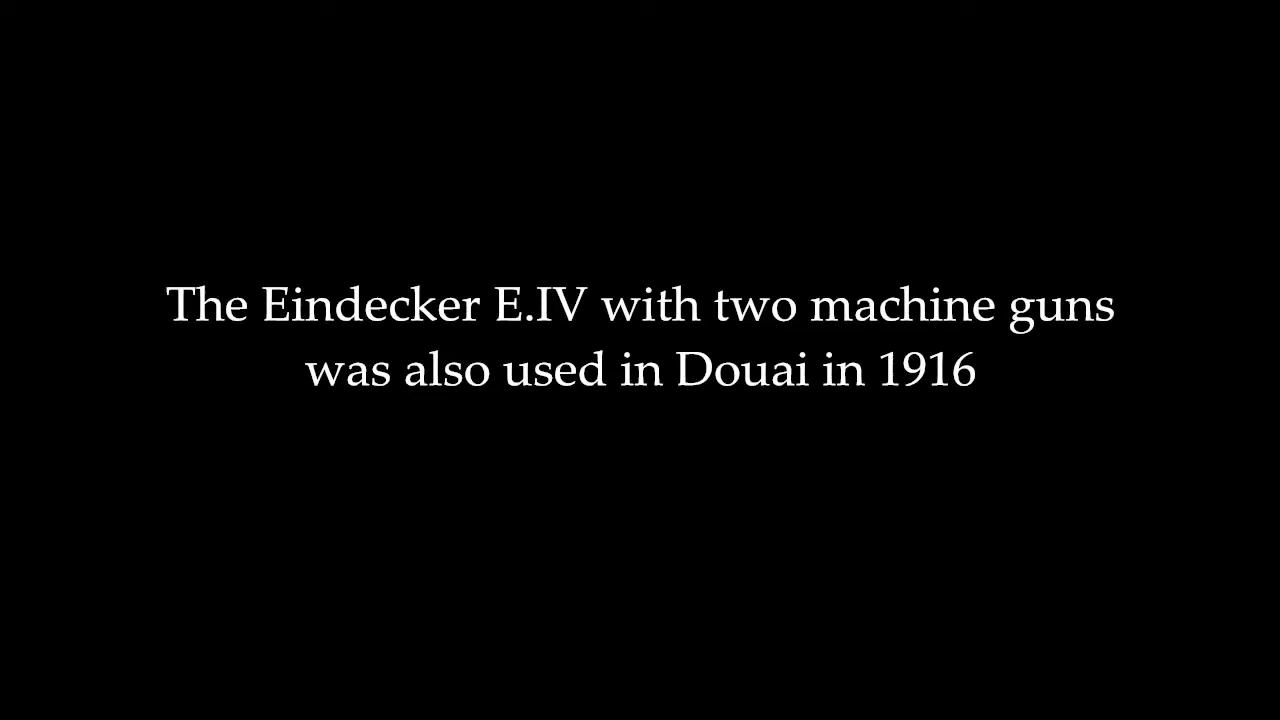 The Eindecker E.IV with two machine guns
was also used in Douai in 1916